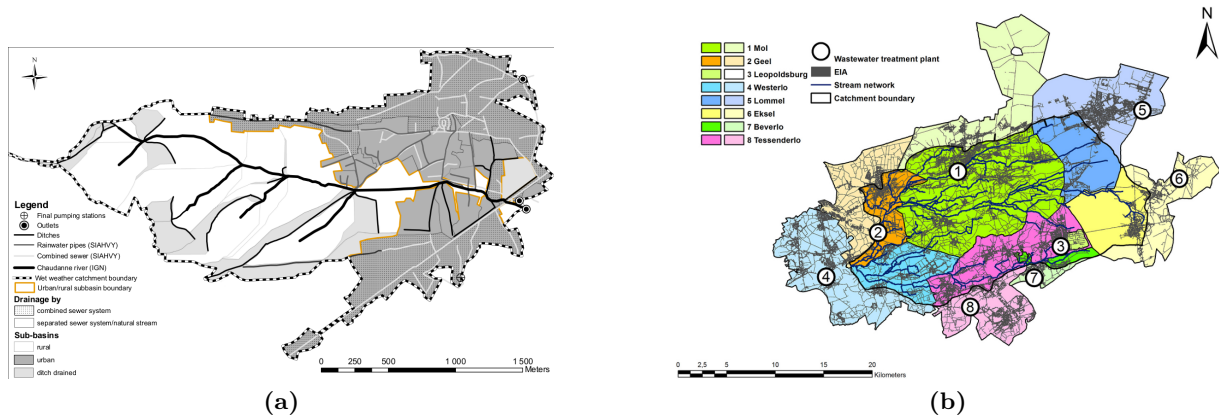 N
Legend
Final pumping stations
Outlets
Ditches
Rainwater pipes (SIAHVY)
Combined sewer (SIAHVY)
Chaudanne river (IGN)
Wet weather catchment boundary
Urban/rural subbasin boundary
Drainage by
combined sewer system
separated sewer system/natural stream
Sub-basins
rural
urban
ditch drained
0 250 500 1 000 1 500
Meters
(a)
N
1 Mol
2 Geel
3 Leopoldsburg
4 Westerlo
5 Lommel
6 Eksel
7 Beverlo
8 Tessenderlo
Wastewater treatment plant
EIA
Stream network
Catchment boundary
5
1
6
2
3
4
7
8
0 2,5 5 10 15 20
Kilometers
(b)